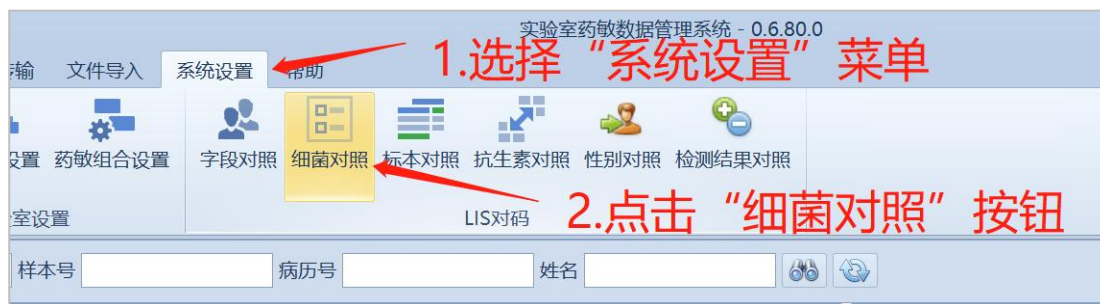 实验室药敏数据管理系统 - 0.6.80.0
1.选择“系统设置”菜单
传输 文件导入 系统设置 帮助
设置 药敏组合设置 字段对照 细菌对照 标本对照 抗生素对照 性别对照 检测结果对照
2.点击“细菌对照”按钮
室设置 LIS对码
样本号 病历号 姓名